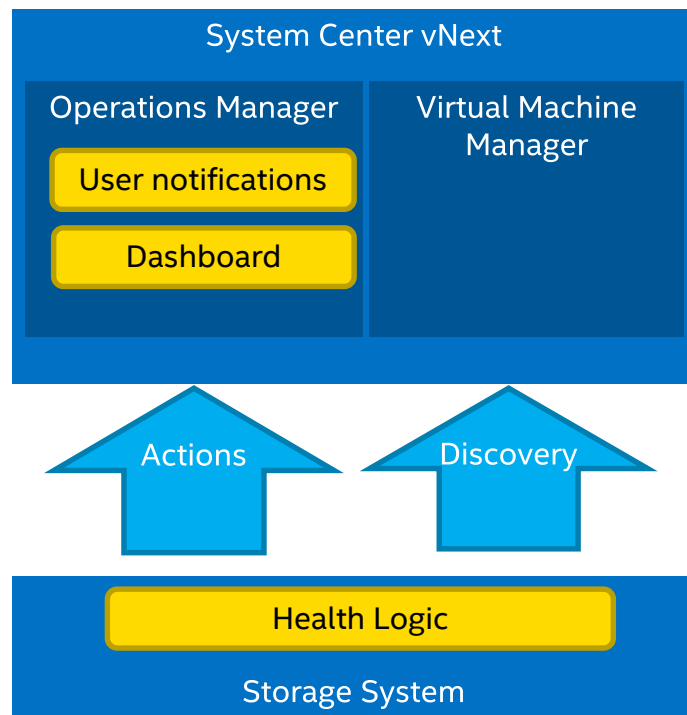 System Center vNext
Operations Manager
Virtual Machine
Manager
User notifications
Dashboard
Actions
Discovery
Health Logic
Storage System